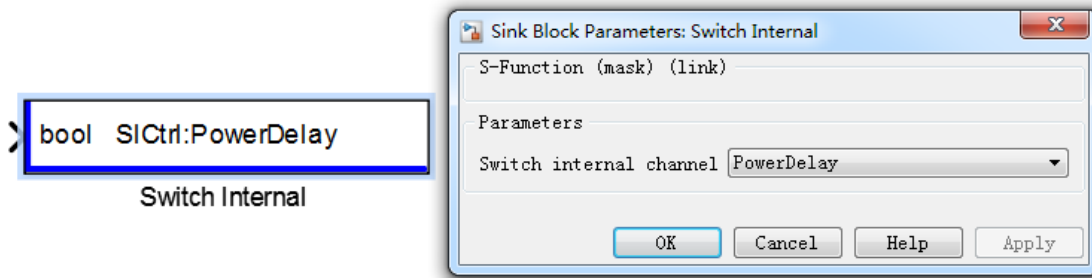 bool SICtrl:PowerDelay
Switch Internal
Sink Block Parameters: Switch Internal
S-Function (mask) (link)
Parameters
Switch internal channel PowerDelay
OK Cancel Help Apply